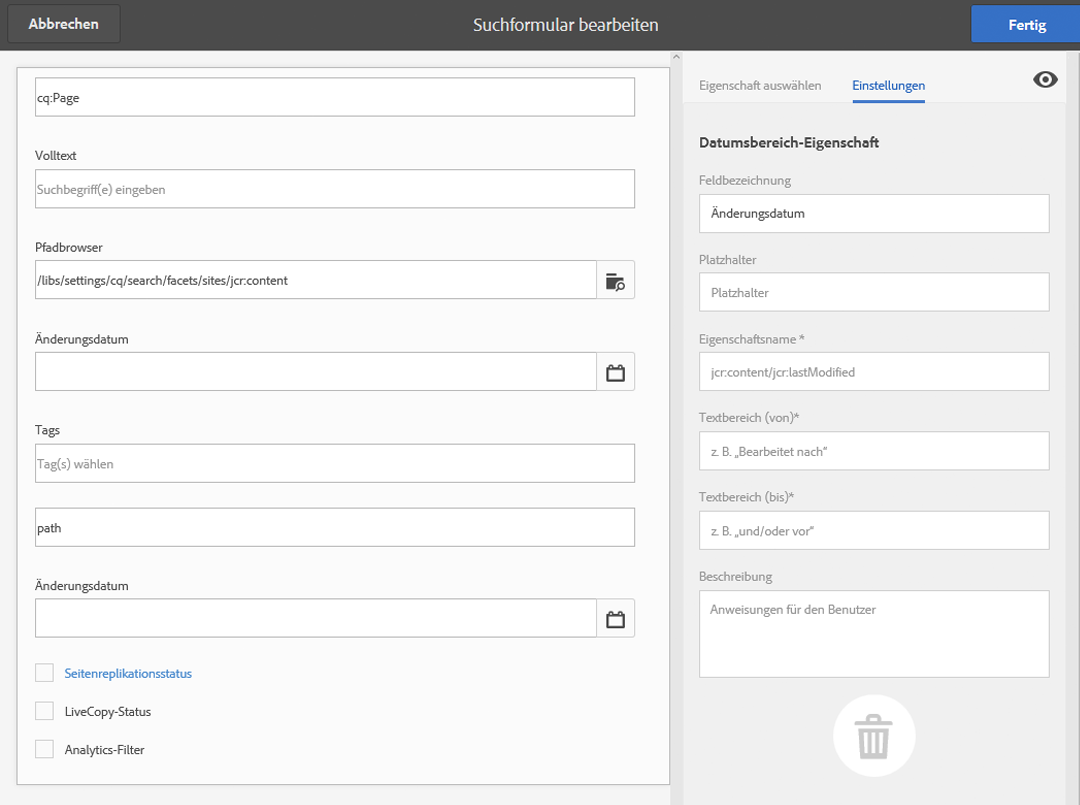 Abbrechen
Suchformular bearbeiten
Fertig
cq:Page
Volltext
Suchbegriff(e) eingeben
Pfadbrowser
/libs/settings/cq/search/facets/sites/jcr:content
Änderungsdatum
Tags
Tag(s) wählen
path
Änderungsdatum
Seitenreplikationsstatus
LiveCopy-Status
Analytics-Filter
Eigenschaft auswählen
Einstellungen
Datumsbereich-Eigenschaft
Feldbezeichnung
Änderungsdatum
Platzhalter
Platzhalter
Eigenschaftsname *
jcr:content/jcr:lastModified
Textbereich (von)*
z. B. „Bearbeitet nach“
Textbereich (bis)*
z. B. „und/oder vor“
Beschreibung
Anweisungen für den Benutzer